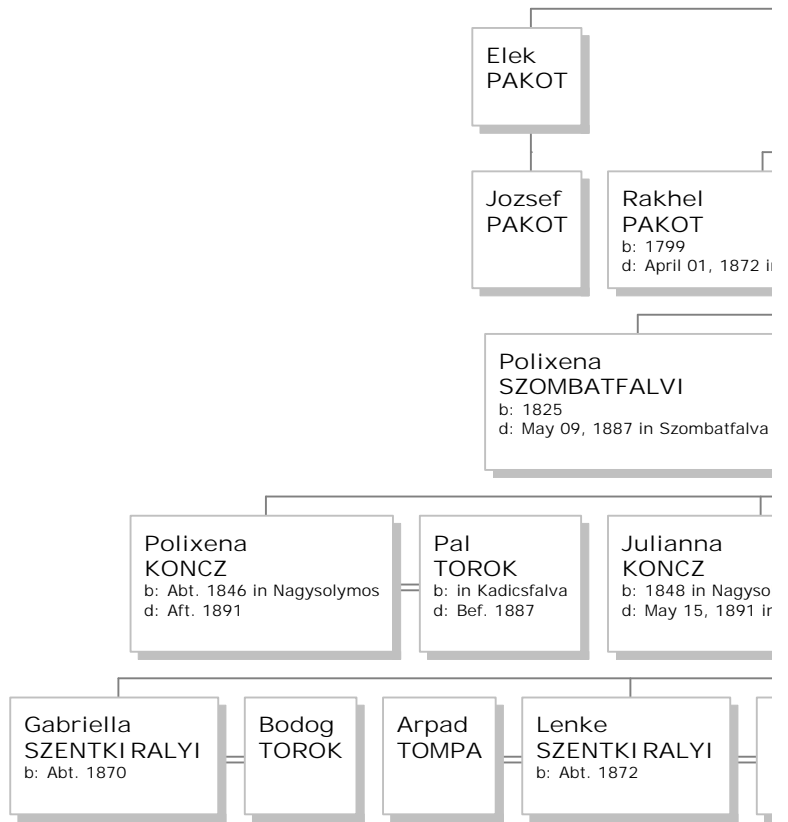 Elek
PAKOT
Jozsef
PAKOT
Rakhel
PAKOT
b: 1799
d: April 01, 1872
Polixena
SZOMBATFALVI
b: 1825
d: May 09, 1887 in Szombatfalva
Polixena
KONCZ
b: Abt. 1846 in Nagysolymos
d: Aft. 1891
Pal
TOROK
b: in Kadicsfalva
d: Bef. 1887
Julianna
KONCZ
b: 1848 in
d: May 15, 1891
Gabriella
SZENTKIRALYI
b: Abt. 1870
Bodog
TOROK
Arpad
TOMPA
Lenke
SZENTKIRALYI
b: Abt. 1872